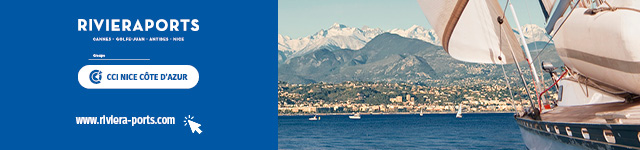 RIVIERAPORTS
CANNES - GOLFE-JUAN - ANTIBES - NICE
Groupe
CCI NICE CÔTE D'AZUR
www.riviera-ports.com